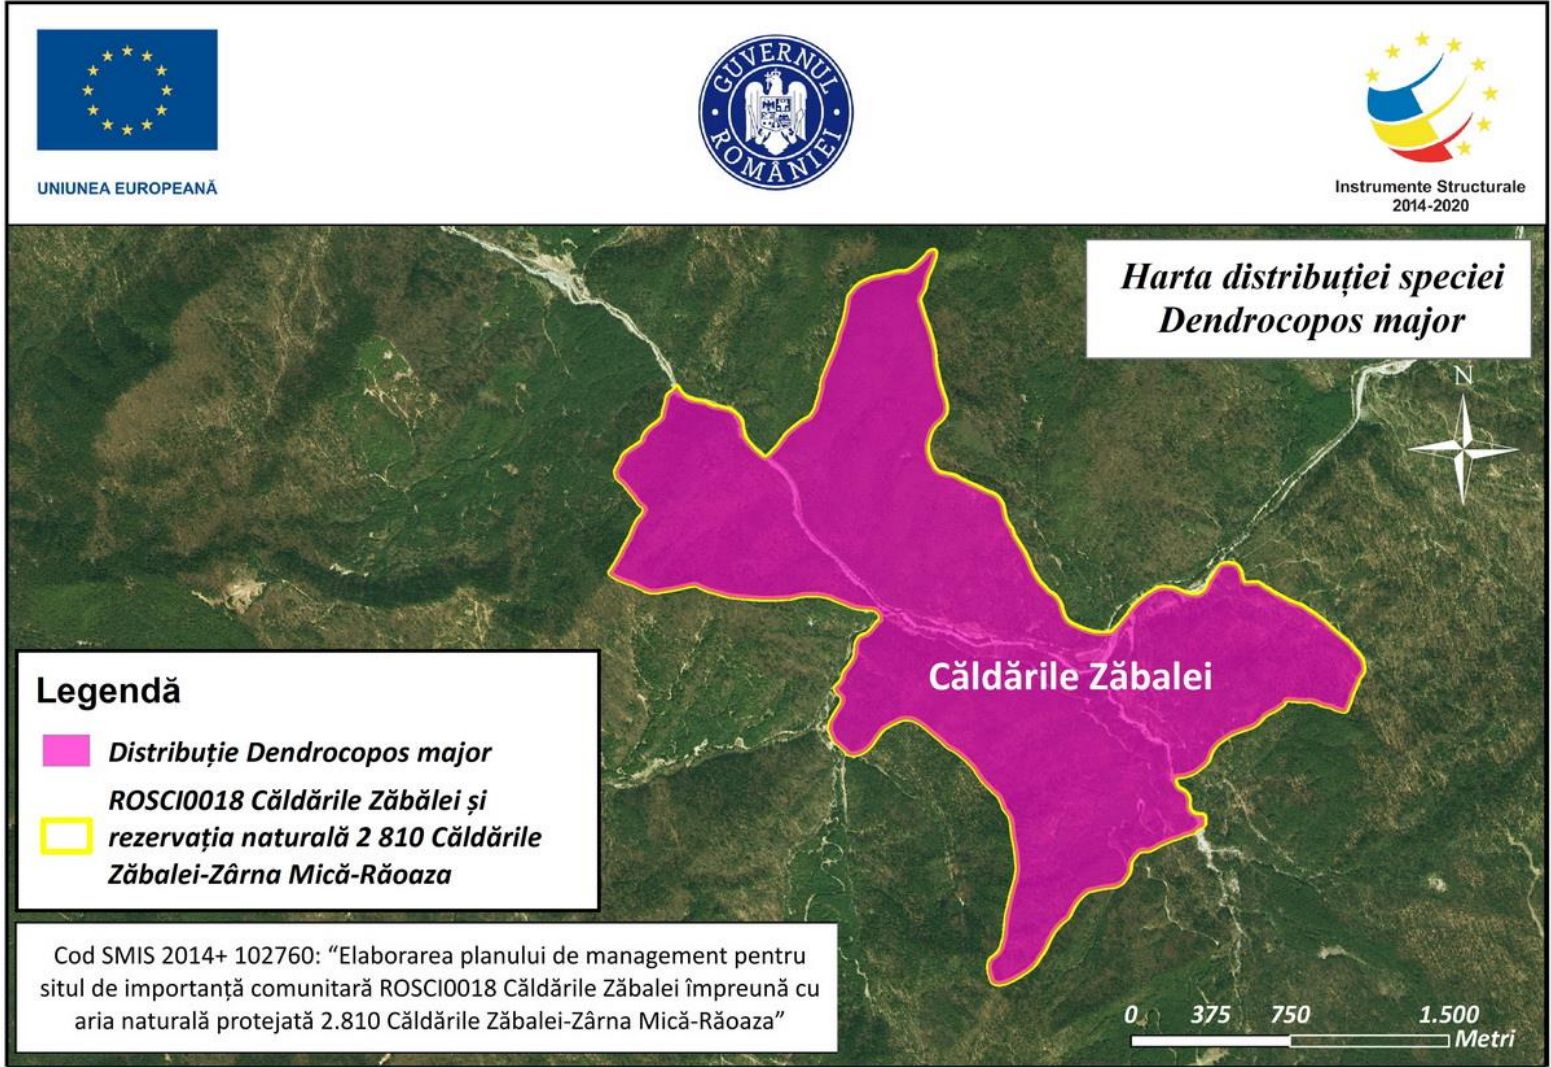 UNIUNEA EUROPEANĂ
GUVERNUL ROMÂNIEI
Instrumente Structurale
2014-2020
Harta distribuției speciei
Dendrocopos major
N
Căldările Zăbalei
Legendă
Distribuție Dendrocopos major
ROSCI0018 Căldările Zăbălei și
rezervația naturală 2 810 Căldările
Zăbalei-Zârna Mică-Răoaza
Cod SMIS 2014+ 102760: “Elaborarea planului de management pentru
situl de importanță comunitară ROSCI0018 Căldările Zăbalei împreună cu
aria naturală protejată 2.810 Căldările Zăbalei-Zârna Mică-Răoaza”
0 375 750 1.500
Metri